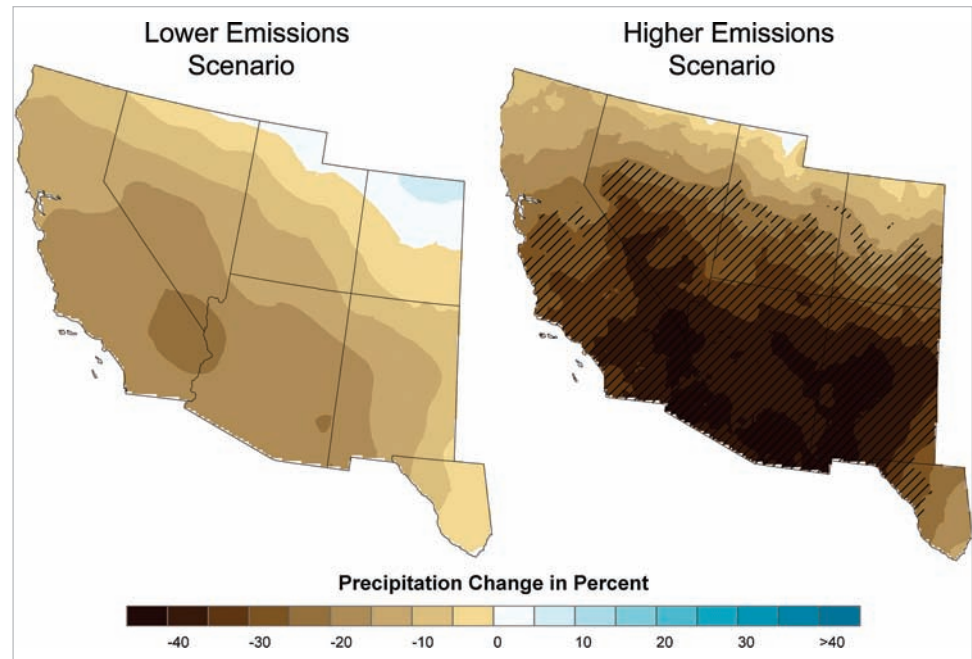 Lower Emissions
Scenario
Higher Emissions
Scenario
Precipitation Change in Percent
-40 -30 -20 -10 0 10 20 30 >40